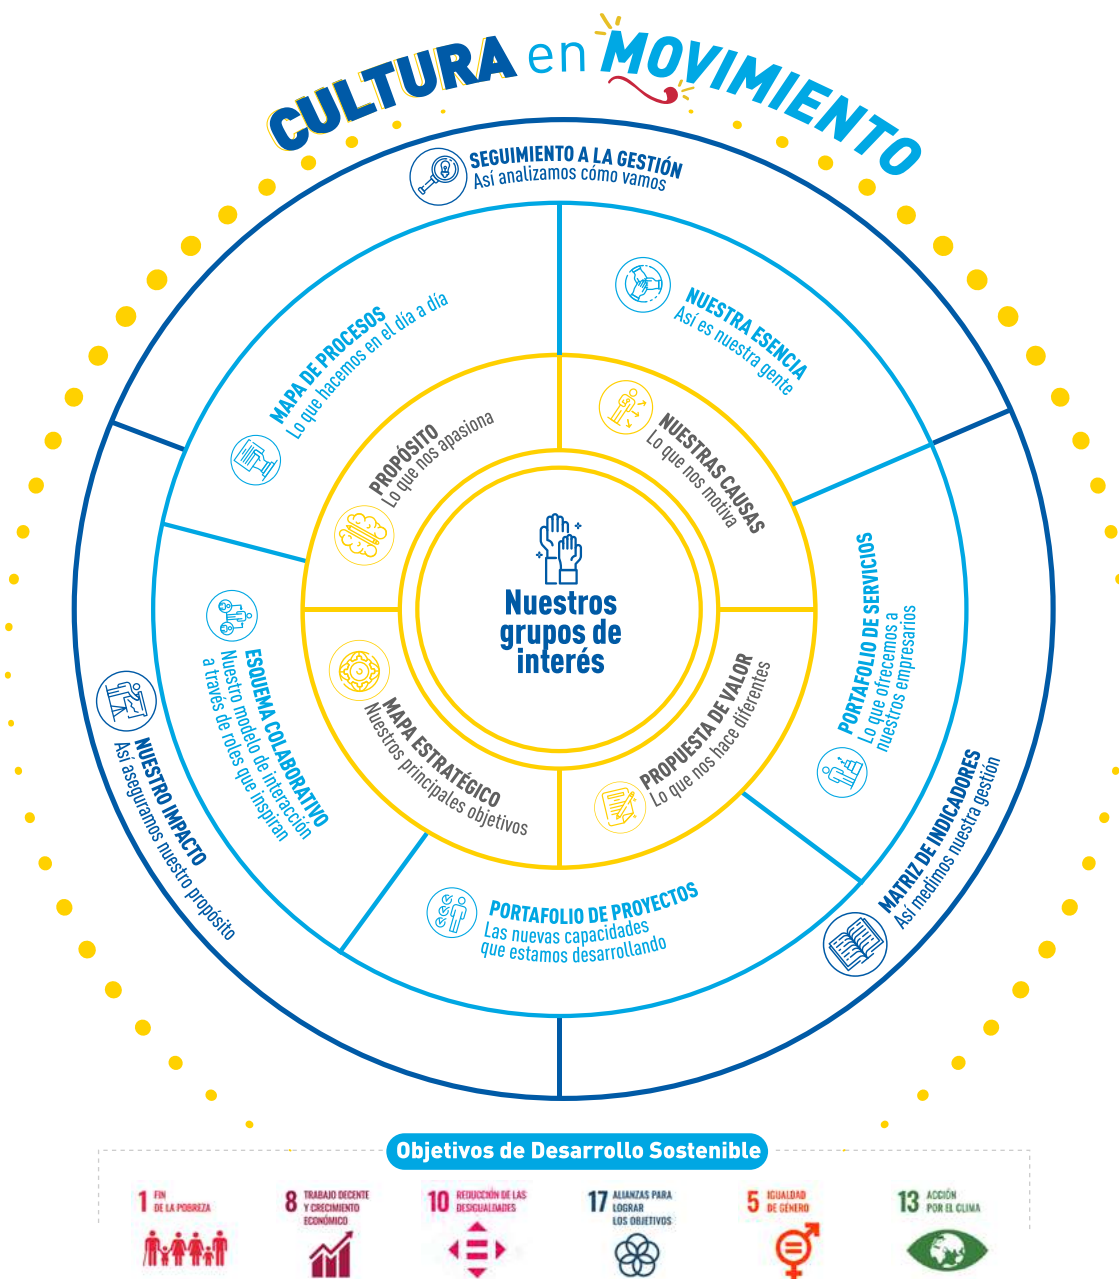 CULTURA en MOVIMIENTO
SEGUIMIENTO A LA GESTIÓN
Así analizamos cómo vamos
MAPA DE PROCESOS
Lo que hacemos en el día a día
NUESTRA ESENCIA
Así es nuestra gente
PROPÓSITO
Lo que nos apasiona
NUESTRAS CAUSAS
Lo que nos motiva
Nuestros
grupos de
interés
ESQUEMA COLABORATIVO
Nuestro modelo de interacción
a través de roles que inspiran
MAPA ESTRATÉGICO
Nuestros principales objetivos
PROPUESTA DE VALOR
Lo que nos hace diferentes
PORTAFOLIO DE SERVICIOS
Lo que ofrecemos a
nuestros empresarios
NUESTRO IMPACTO
Así aseguramos nuestro propósito
MATRIZ DE INDICADORES
Así medimos nuestra gestión
PORTAFOLIO DE PROYECTOS
Las nuevas capacidades
que estamos desarrollando
Objetivos de Desarrollo Sostenible
1 FIN
DE LA POBREZA
8 TRABAJO DECENTE
Y CRECIMIENTO
ECONÓMICO
10 REDUCCIÓN DE LAS
DESIGUALDADES
17 ALIANZAS PARA
LOGRAR
LOS OBJETIVOS
5 IGUALDAD
DE GÉNERO
13 ACCIÓN
POR EL CLIMA